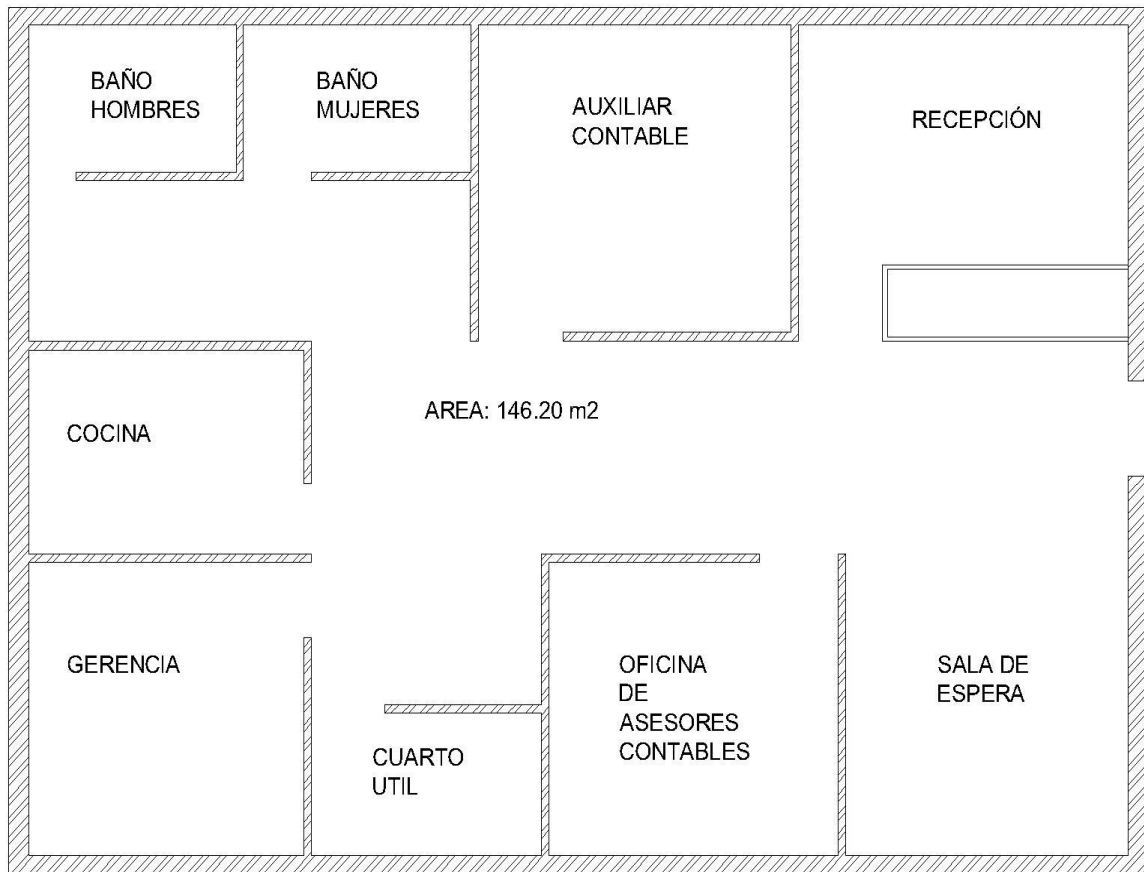 BAÑO
HOMBRES
BAÑO
MUJERES
AUXILIAR
CONTABLE
RECEPCIÓN
AREA: 146.20 m2
COCINA
GERENCIA
CUARTO
UTIL
OFICINA
DE
ASESORES
CONTABLES
SALA DE
ESPERA